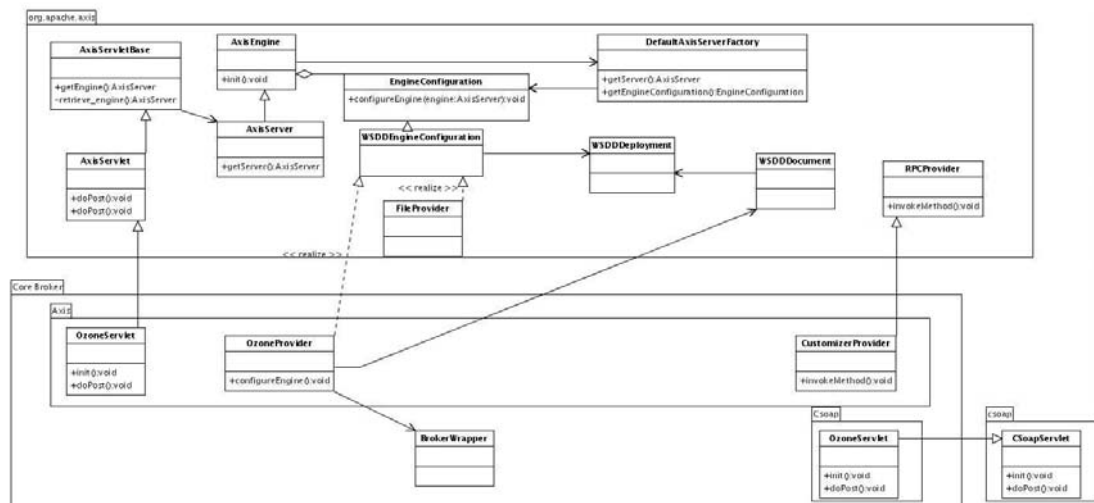 org.apache.axis
AxisServletBase
+getEngine():AxisServer
-retrieve_engine():AxisServer
AxisEngine
+init():void
DefaultAxisServerFactory
+getServer():AxisServer
+getEngineConfiguration():EngineConfiguration
EngineConfiguration
+configureEngine(engine:AxisServer):void
AxisServer
+getServer():AxisServer
WSDDEngineConfiguration
WSDDDeployment
WSDDDocument
RPCProvider
+invokeMethod():void
AxisServlet
+doPost():void
+doPost():void
<< realize >>
FileProvider
<< realize >>
Core Broker
Axis
OzoneServlet
+init():void
+doPost():void
OzoneProvider
+configureEngine():void
CustomizerProvider
+invokeMethod():void
BrokerWrapper
Csoap
OzoneServlet
+init():void
+doPost():void
csoap
CSoapServlet
+init():void
+doPost():void